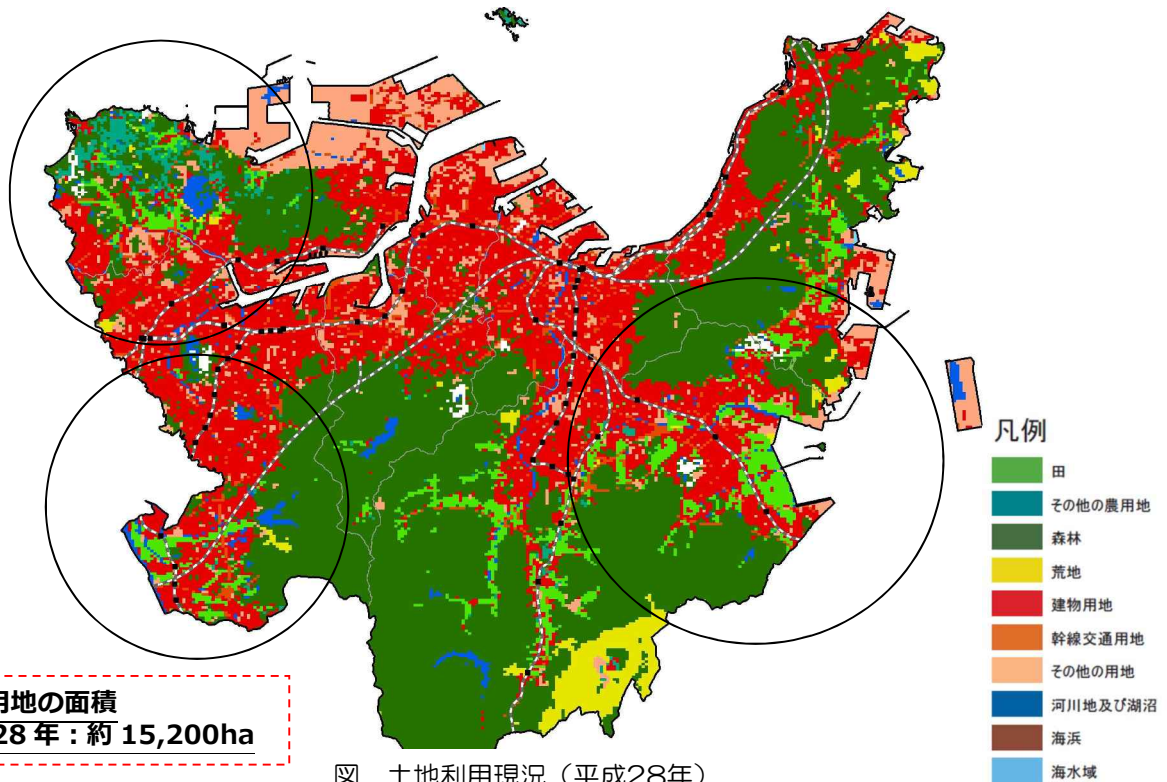 凡例
田
その他の農用地
森林
荒地
建物用地
幹線交通用地
その他の用地
河川地及び湖沼
海浜
海水域
用地の面積
28 年：約 15,200ha
図　土地利用現況（平成28年）